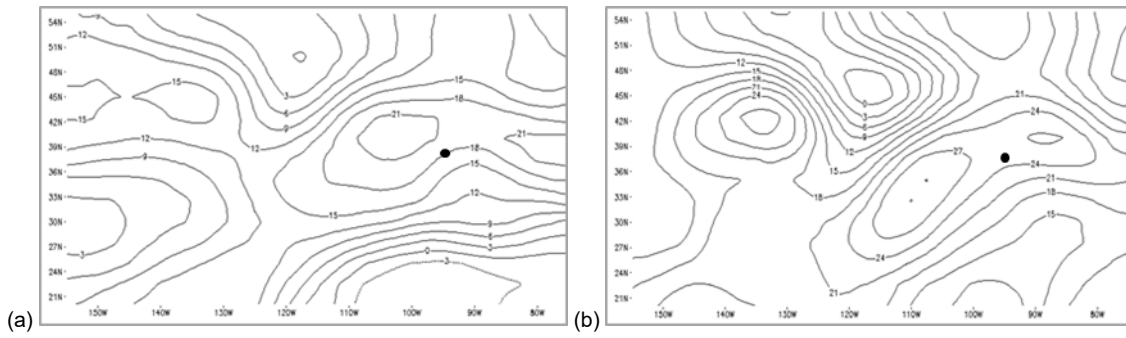 54N 9
51N 12
48N
15 15
45N 3 18
6
42N 21
15 9 21
39N 12 12 18
9 15
36N
12
33N 15
30N 9
6
27N 3 0 3
24N 3
21N
150W 140W 130W 120W 110W 100W 90W 80W
(a)
54N
51N
12
48N 15
18
21
45N 24 0 21
3
42N 6 24
9
39N 12 27
15 24
36N
21
33N 18 18
30N 15
27N
24N 24
21N 21
150W 140W 130W 120W 110W 100W 90W 80W
(b)